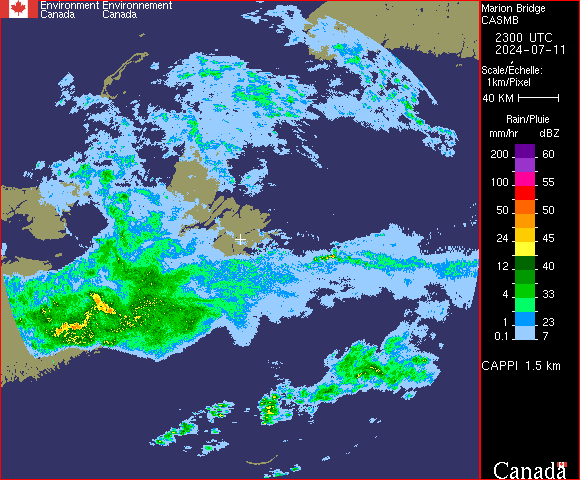 Environment Environnement
Canada Canada
Marion Bridge
CASMB
2300 UTC
2024-07-11
Scale/Échelle:
1km/Pixel
40 KM
Rain/Pluie
mm/hr dBZ
200 60
100 55
50 50
24 45
12 40
4 33
1 23
0.1 7
CAPPI 1.5 km
Canada